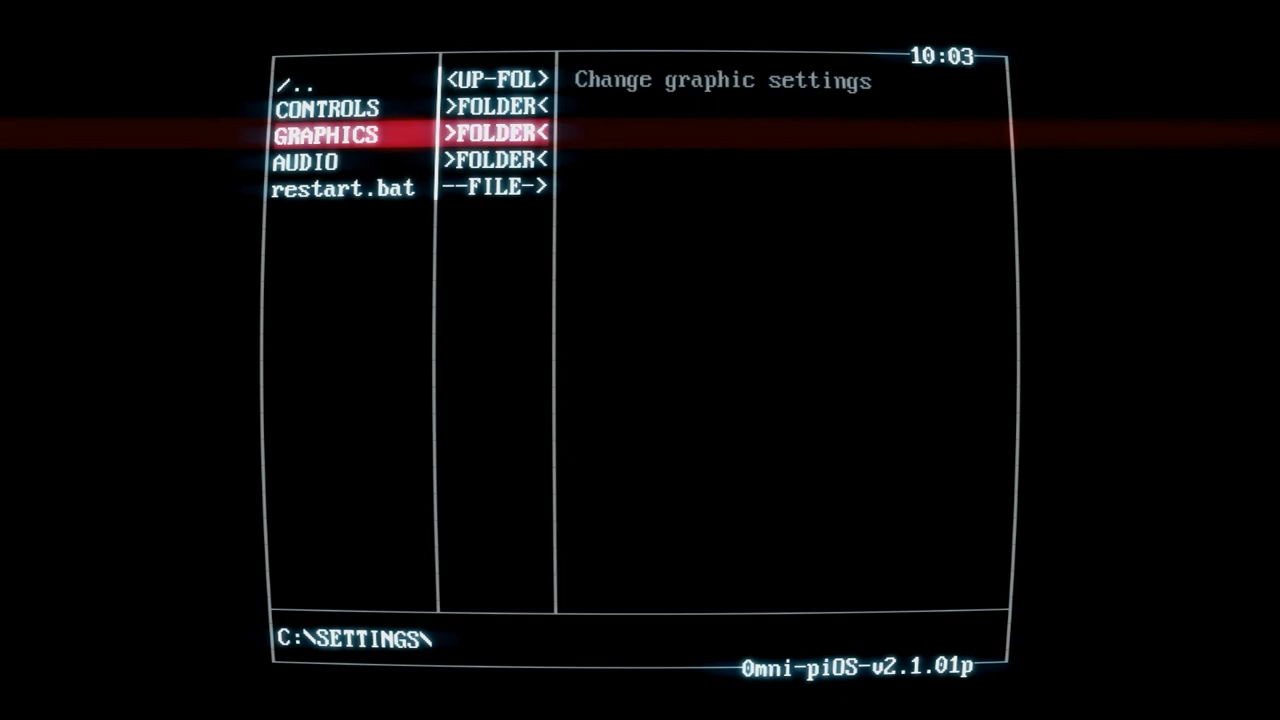 10:03
/.. <UP-FOL> Change graphic settings
CONTROLS >FOLDER<
GRAPHICS >FOLDER<
AUDIO >FOLDER<
restart.bat --FILE->
C:\SETTINGS\
Omni-piOS-v2.1.01p